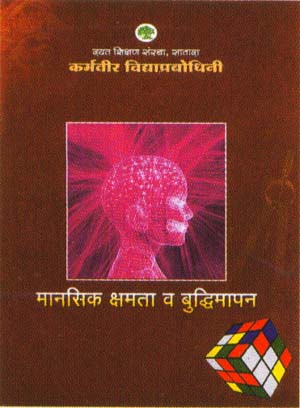 रयत शिक्षण संस्था, सातारा
कर्मवीर विद्याप्रबोधिनी
मानसिक क्षमता व बुद्धिमापन